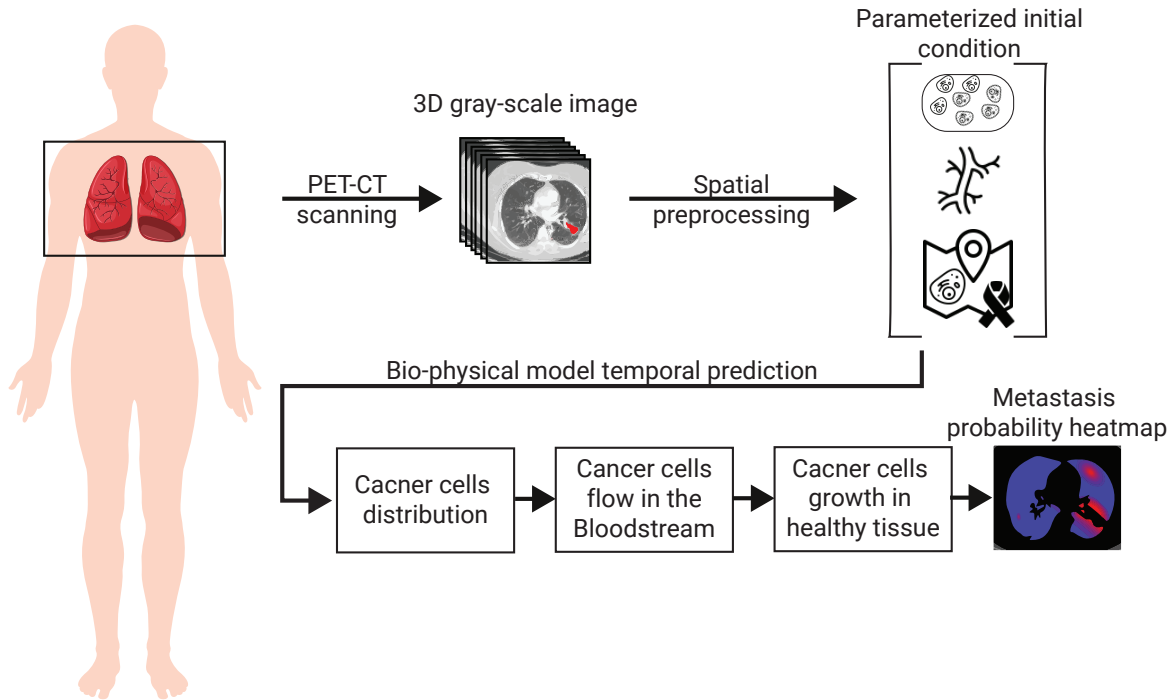 Parameterized initial
condition
3D gray-scale image
PET-CT
scanning
Spatial
preprocessing
Bio-physical model temporal prediction
Metastasis
probability heatmap
Cacner cells
distribution
Cancer cells
flow in the
Bloodstream
Cacner cells
growth in
healthy tissue